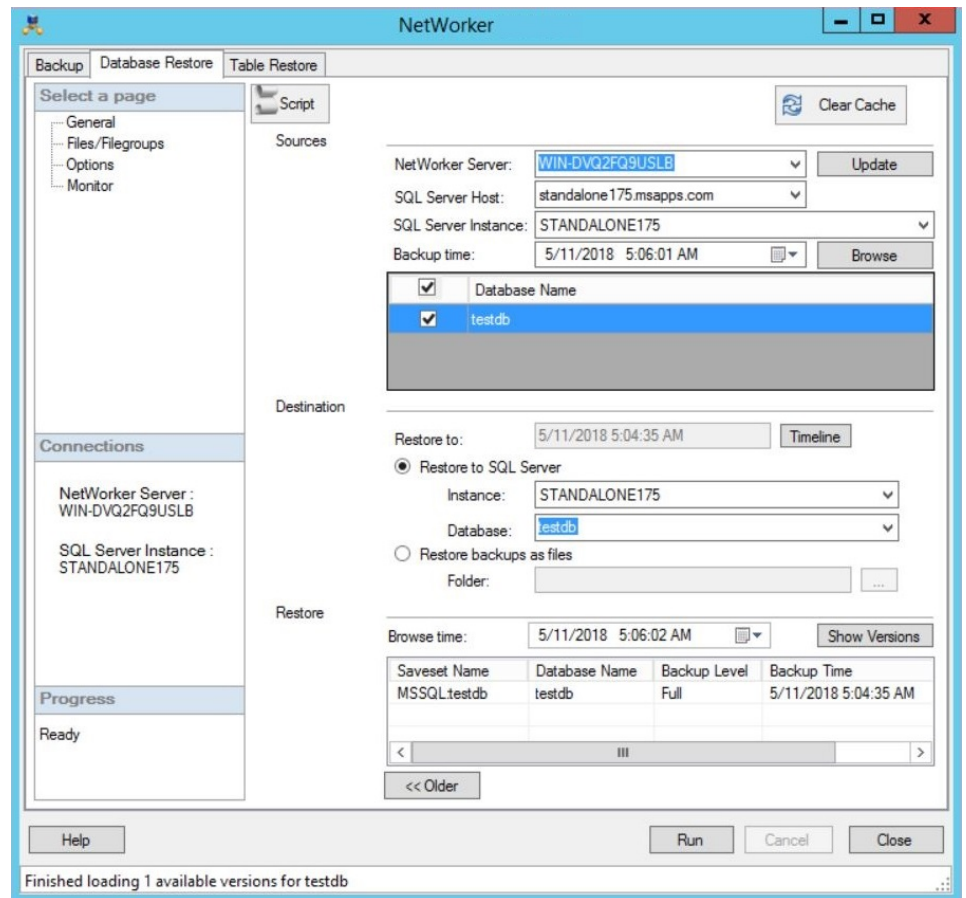 NetWorker
Backup Database Restore Table Restore
Select a page
General
Files/Filegroups
Options
Monitor
Script
Clear Cache
Sources
NetWorker Server: WIN-DVQ2FQ9USLB Update
SQL Server Host: standalone175.msapps.com
SQL Server Instance: STANDALONE175
Backup time: 5/11/2018 5:06:01 AM Browse
Database Name
testdb
Destination
Restore to: 5/11/2018 5:04:35 AM Timeline
Restore to SQL Server
Instance: STANDALONE175
Database: testdb
Restore backups as files
Folder: ...
Connections
NetWorker Server :
WIN-DVQ2FQ9USLB
SQL Server Instance :
STANDALONE175
Restore
Browse time: 5/11/2018 5:06:02 AM Show Versions
Saveset Name Database Name Backup Level Backup Time
MSSQL:testdb testdb Full 5/11/2018 5:04:35 AM
<< Older
Progress
Ready
Help Run Cancel Close
Finished loading 1 available versions for testdb